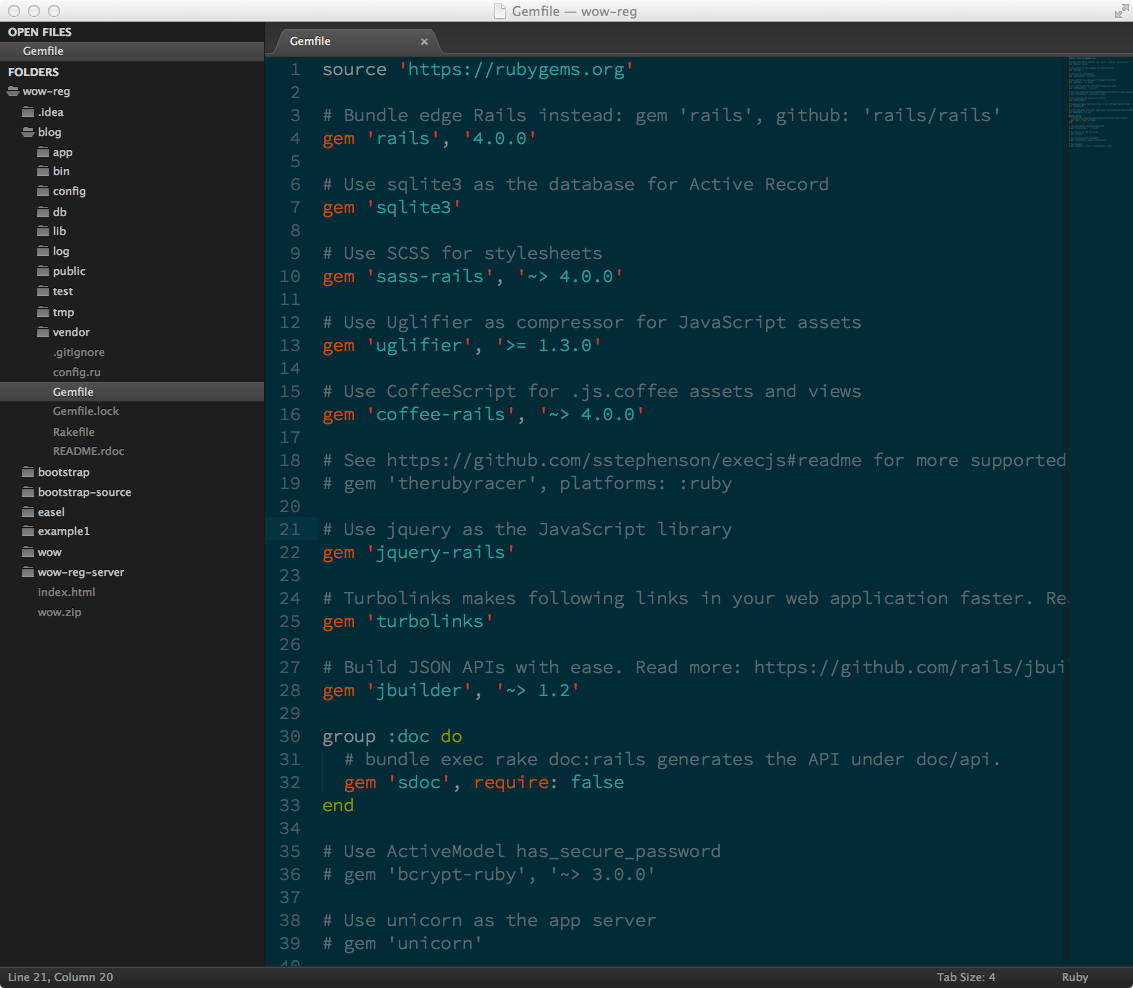 Gemfile — wow-reg
OPEN FILES
Gemfile
FOLDERS
wow-reg
.idea
blog
app
bin
config
db
lib
log
public
test
tmp
vendor
.gitignore
config.ru
Gemfile
Gemfile.lock
Rakefile
README.rdoc
bootstrap
bootstrap-source
easel
example1
wow
wow-reg-server
index.html
wow.zip
Gemfile ×
1 source 'https://rubygems.org'
2
3 # Bundle edge Rails instead: gem 'rails', github: 'rails/rails'
4 gem 'rails', '4.0.0'
5
6 # Use sqlite3 as the database for Active Record
7 gem 'sqlite3'
8
9 # Use SCSS for stylesheets
10 gem 'sass-rails', '~> 4.0.0'
11
12 # Use Uglifier as compressor for JavaScript assets
13 gem 'uglifier', '>= 1.3.0'
14
15 # Use CoffeeScript for .js.coffee assets and views
16 gem 'coffee-rails', '~> 4.0.0'
17
18 # See https://github.com/sstephenson/execjs#readme for more supported
19 # gem 'therubyracer', platforms: :ruby
20
21 # Use jquery as the JavaScript library
22 gem 'jquery-rails'
23
24 # Turbolinks makes following links in your web application faster. Re
25 gem 'turbolinks'
26
27 # Build JSON APIs with ease. Read more: https://github.com/rails/jbui
28 gem 'jbuilder', '~> 1.2'
29
30 group :doc do
31 # bundle exec rake doc:rails generates the API under doc/api.
32 gem 'sdoc', require: false
33 end
34
35 # Use ActiveModel has_secure_password
36 # gem 'bcrypt-ruby', '~> 3.0.0'
37
38 # Use unicorn as the app server
39 # gem 'unicorn'
40
Line 21, Column 20
Tab Size: 4
Ruby